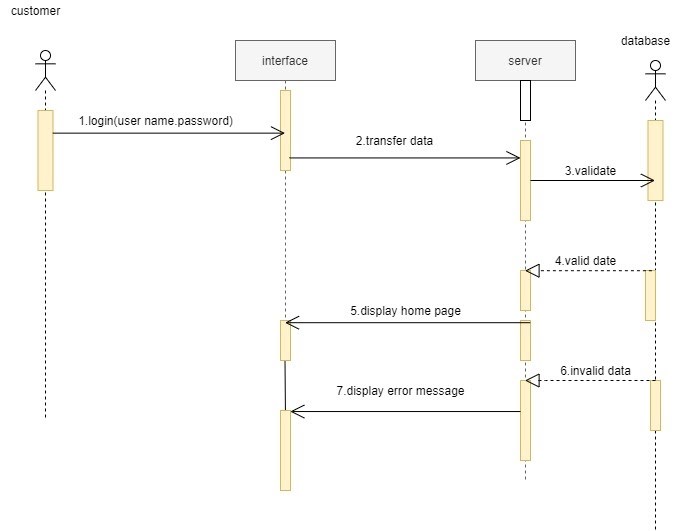 customer
database
interface
server
1.login(user name.password)
2.transfer data
3.validate
4.valid date
5.display home page
6.invalid data
7.display error message